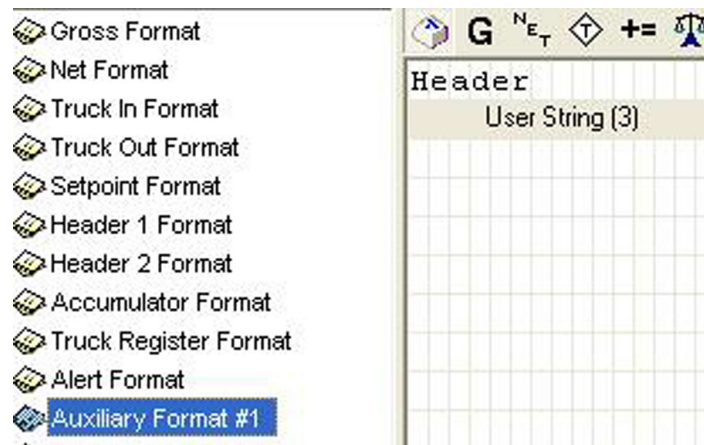 Gross Format
Net Format
Truck In Format
Truck Out Format
Setpoint Format
Header 1 Format
Header 2 Format
Accumulator Format
Truck Register Format
Alert Format
Auxiliary Format #1
G NET T +=
Header
User String (3)